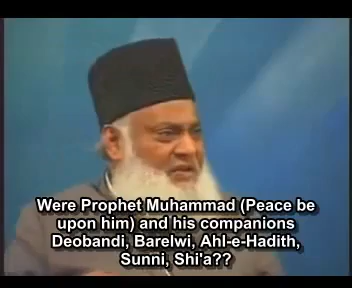 Were Prophet Muhammad (Peace be
upon him) and his companions
Deobandi, Barelwi, Ahl-e-Hadith,
Sunni, Shi'a??